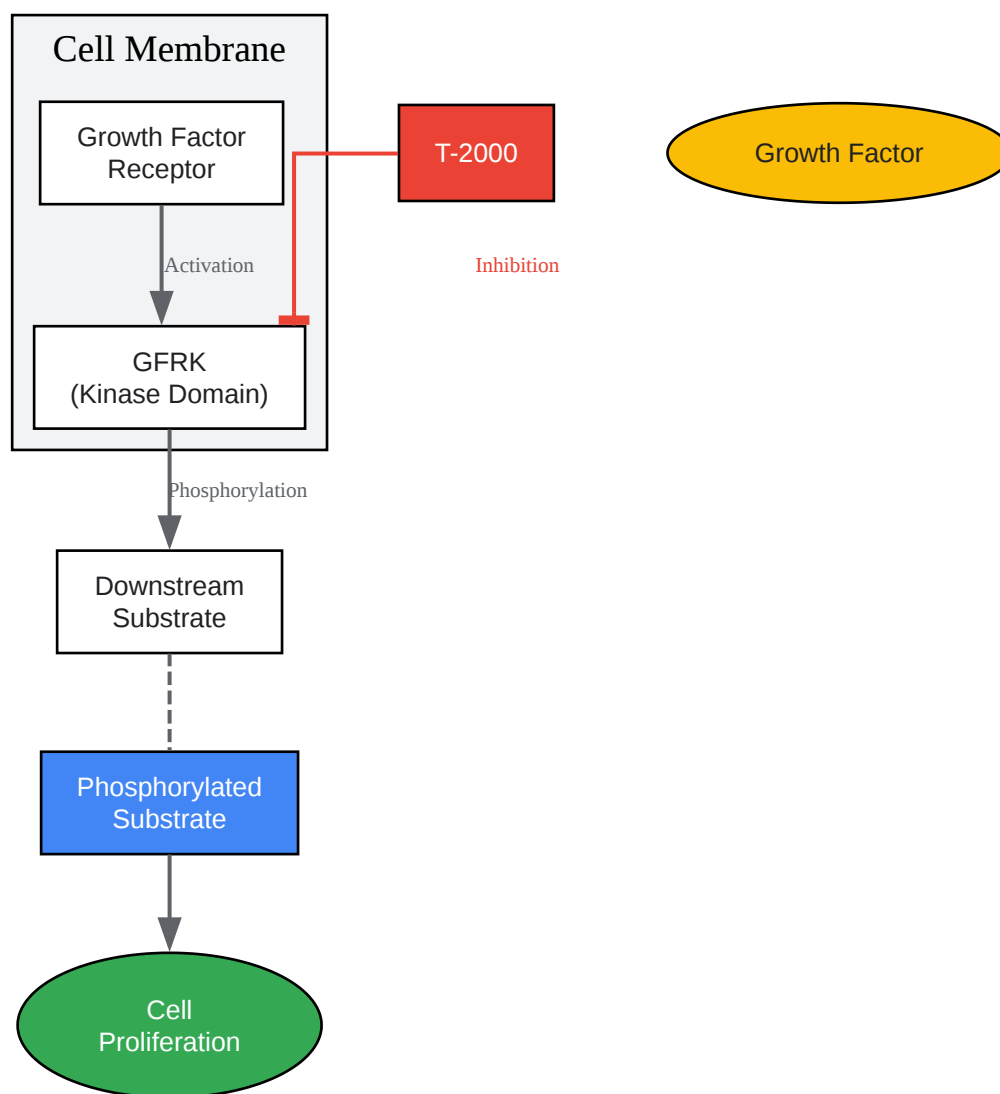 Cell Membrane
Growth Factor
Receptor
T-2000
Growth Factor
Activation
Inhibition
GFRK
(Kinase Domain)
Phosphorylation
Downstream
Substrate
Phosphorylated
Substrate
Cell
Proliferation